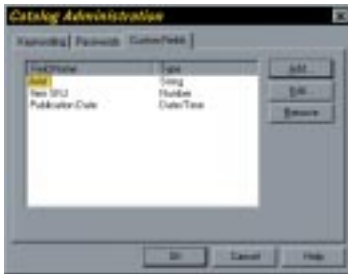 Catalog Administration
Keywording Passwords Custom Fields
Field Name Type
String
Item SKU Number
Publication Date Date/Time
Add...
Edit...
Remove
OK Cancel Help